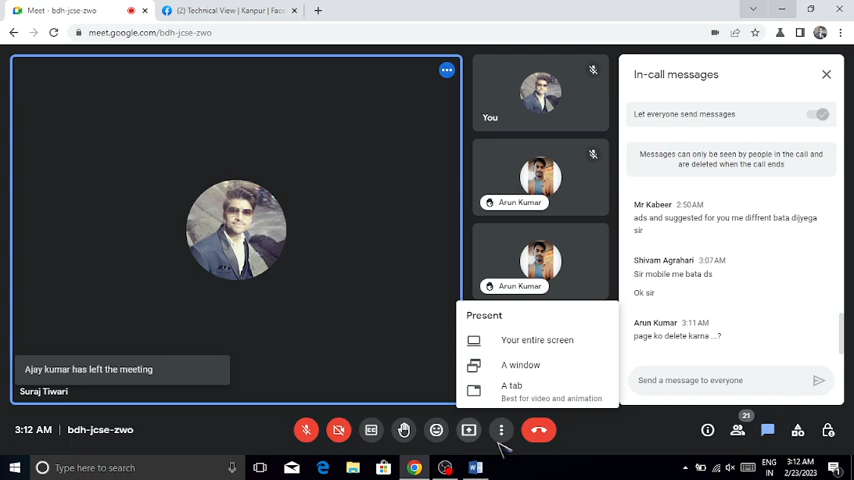 Meet - bdh-jcse-zwo
(2) Technical View | Kanpur | Fac
meet.google.com/bdh-jcse-zwo
You
Arun Kumar
Arun Kumar
Ajay kumar has left the meeting
Suraj Tiwari
Present
Your entire screen
A window
A tab
Best for video and animation
In-call messages
Let everyone send messages
Messages can only be seen by people in the call and
are deleted when the call ends
Mr Kabeer 2:50 AM
ads and suggested for you me diffrent bata dijyega
sir
Shivam Agrahari 3:07 AM
Sir mobile me bata ds
Ok sir
Arun Kumar 3:11 AM
page ko delete karna ...?
Send a message to everyone
3:12 AM | bdh-jcse-zwo
21
Type here to search
ENG
IN
3:12 AM
2/23/2023